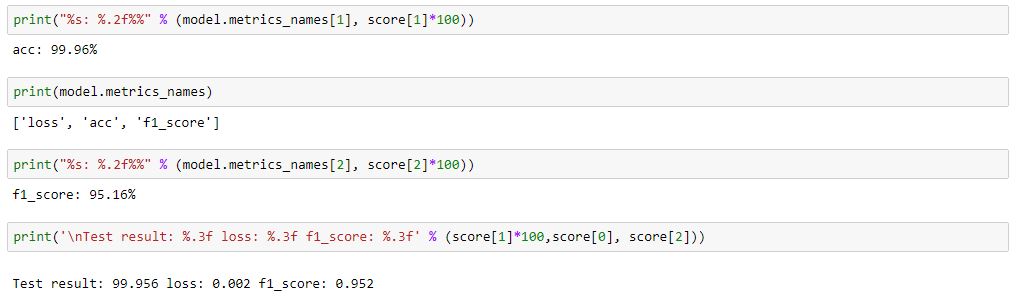 print("%s: %.2f%%" % (model.metrics_names[1], score[1]*100))
acc: 99.96%
print(model.metrics_names)
['loss', 'acc', 'f1_score']
print("%s: %.2f%%" % (model.metrics_names[2], score[2]*100))
f1_score: 95.16%
print('\nTest result: %.3f loss: %.3f f1_score: %.3f' % (score[1]*100,score[0], score[2]))
Test result: 99.956 loss: 0.002 f1_score: 0.952